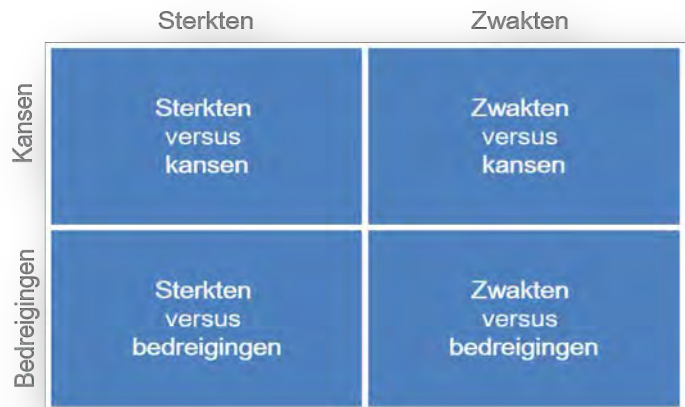 Sterkten
Zwakten
Kansen
Sterkten
versus
kansen
Zwakten
versus
kansen
Bedreigingen
Sterkten
versus
bedreigingen
Zwakten
versus
bedreigingen